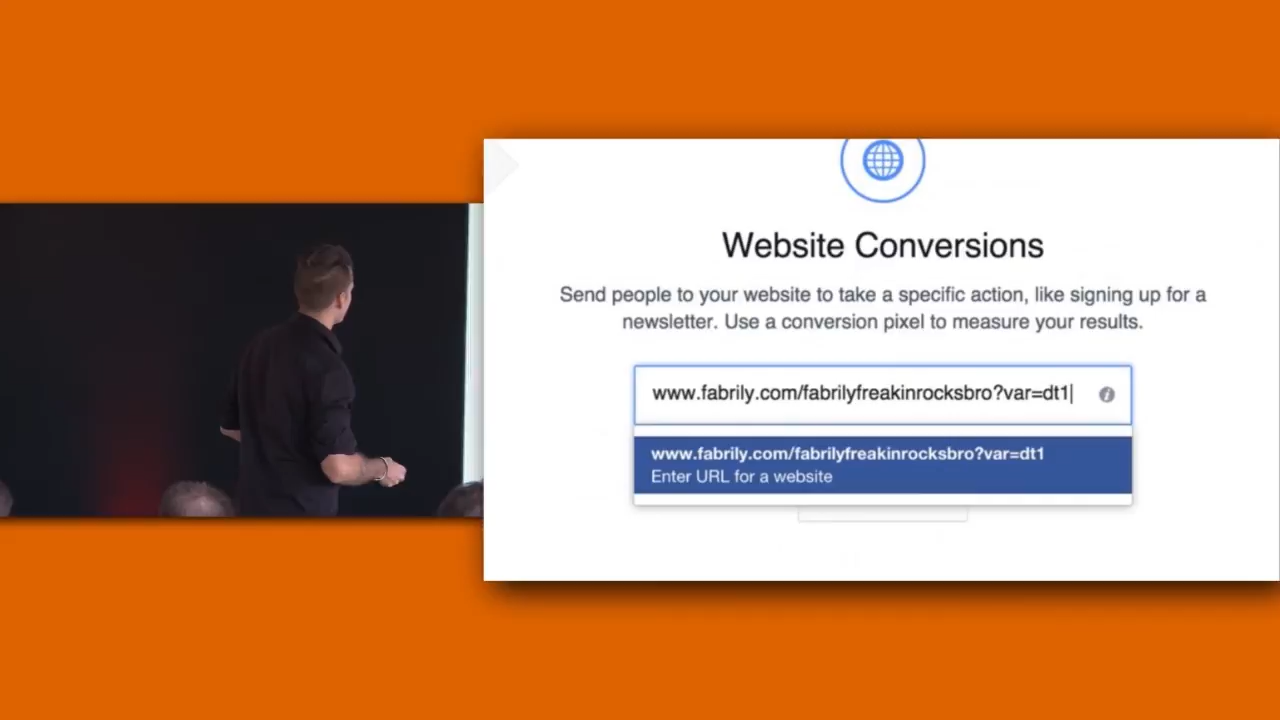 Website Conversions
Send people to your website to take a specific action, like signing up for a
newsletter. Use a conversion pixel to measure your results.
www.fabrily.com/fabrilyfreakinrocksbro?var=dt1
www.fabrily.com/fabrilyfreakinrocksbro?var=dt1
Enter URL for a website